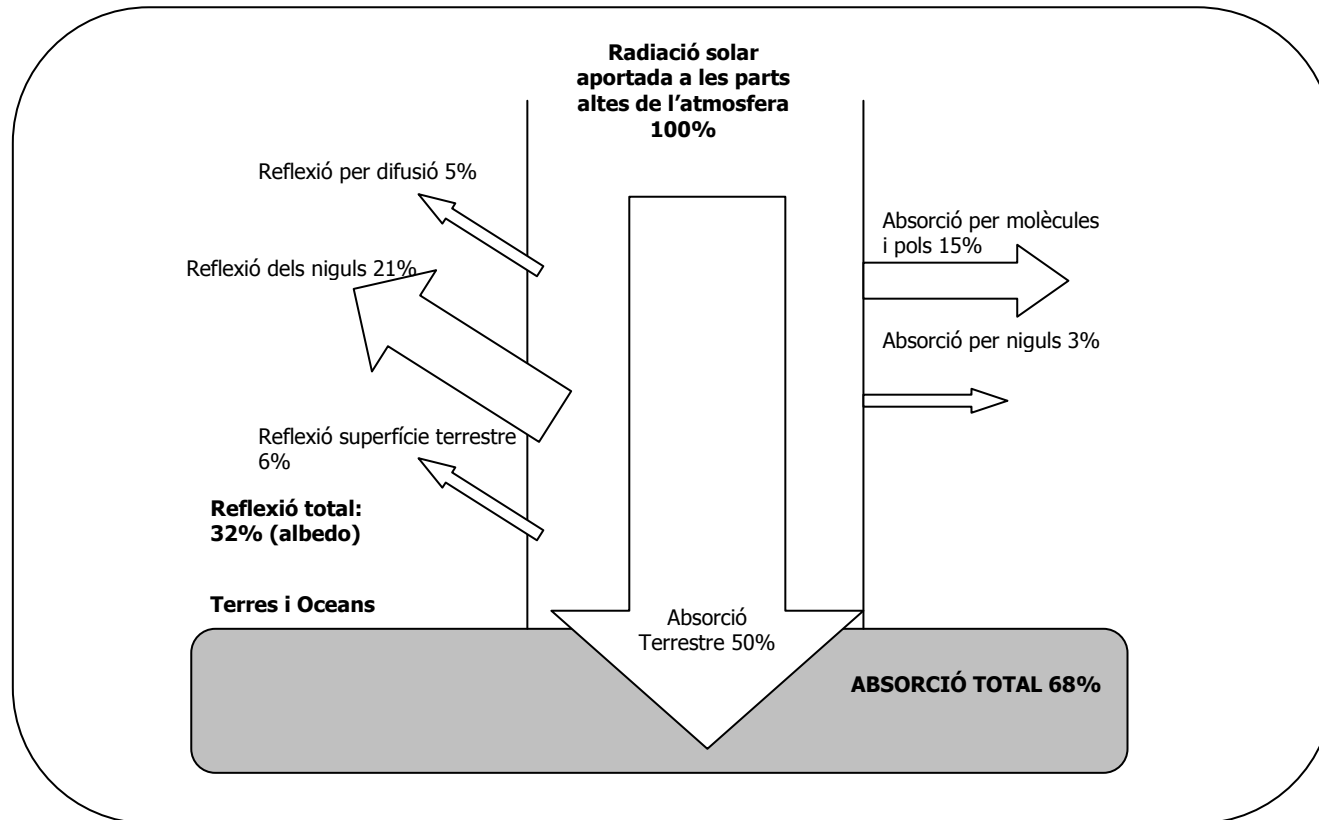 Radiació solar
aportada a les parts
altes de l’atmosfera
100%
Reflexió per difusió 5%
Reflexió dels niguls 21%
Reflexió superfície terrestre
6%
Reflexió total:
32% (albedo)
Terres i Oceans
Absorció per molècules
i pols 15%
Absorció per niguls 3%
Absorció
Terrestre 50%
ABSORCIÓ TOTAL 68%